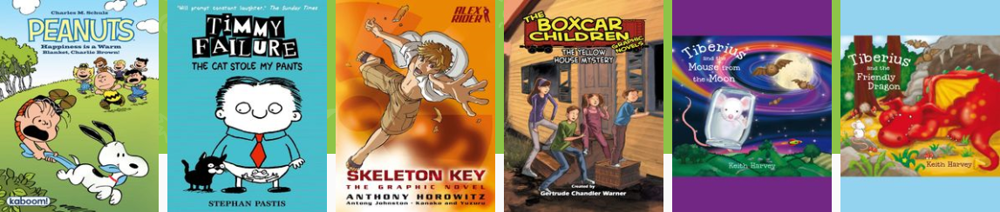 Charles M. Schulz
PEANUTS
Happiness is a Warm
Blanket, Charlie Brown!
kaboom!
"Will prompt constant laughter." The Sunday Times
TiMMY
FAiLURE
THE CAT STOLE MY PANTS
STEPHAN PASTIS
ALEX
RIDER
SKELETON KEY
THE GRAPHIC NOVEL
ANTHONY HOROWITZ
Antony Johnston · Kanako and Yuzuru
THE
BOXCAR
CHILDREN
GRAPHIC
NOVELS
THE YELLOW
HOUSE MYSTERY
Created by
Gertrude Chandler Warner
Tiberius
and the
Mouse from
the Moon
Keith Harvey
Tiberius
and the
Friendly
Dragon
Keith Harvey